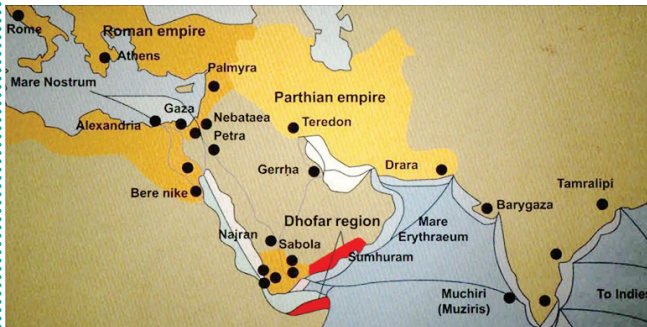 Rome
Roman empire
Athens
Palmyra
Mare Nostrum
Parthian empire
Gaza
Nebataea
Alexandria
Teredon
Petra
Gerrha
Drara
Tamralipi
Bere nike
Barygaza
Dhofar region
Mare
Erythraeum
Najran
Sabola
Sumhuram
Muchiri
(Muziris)
To Indies